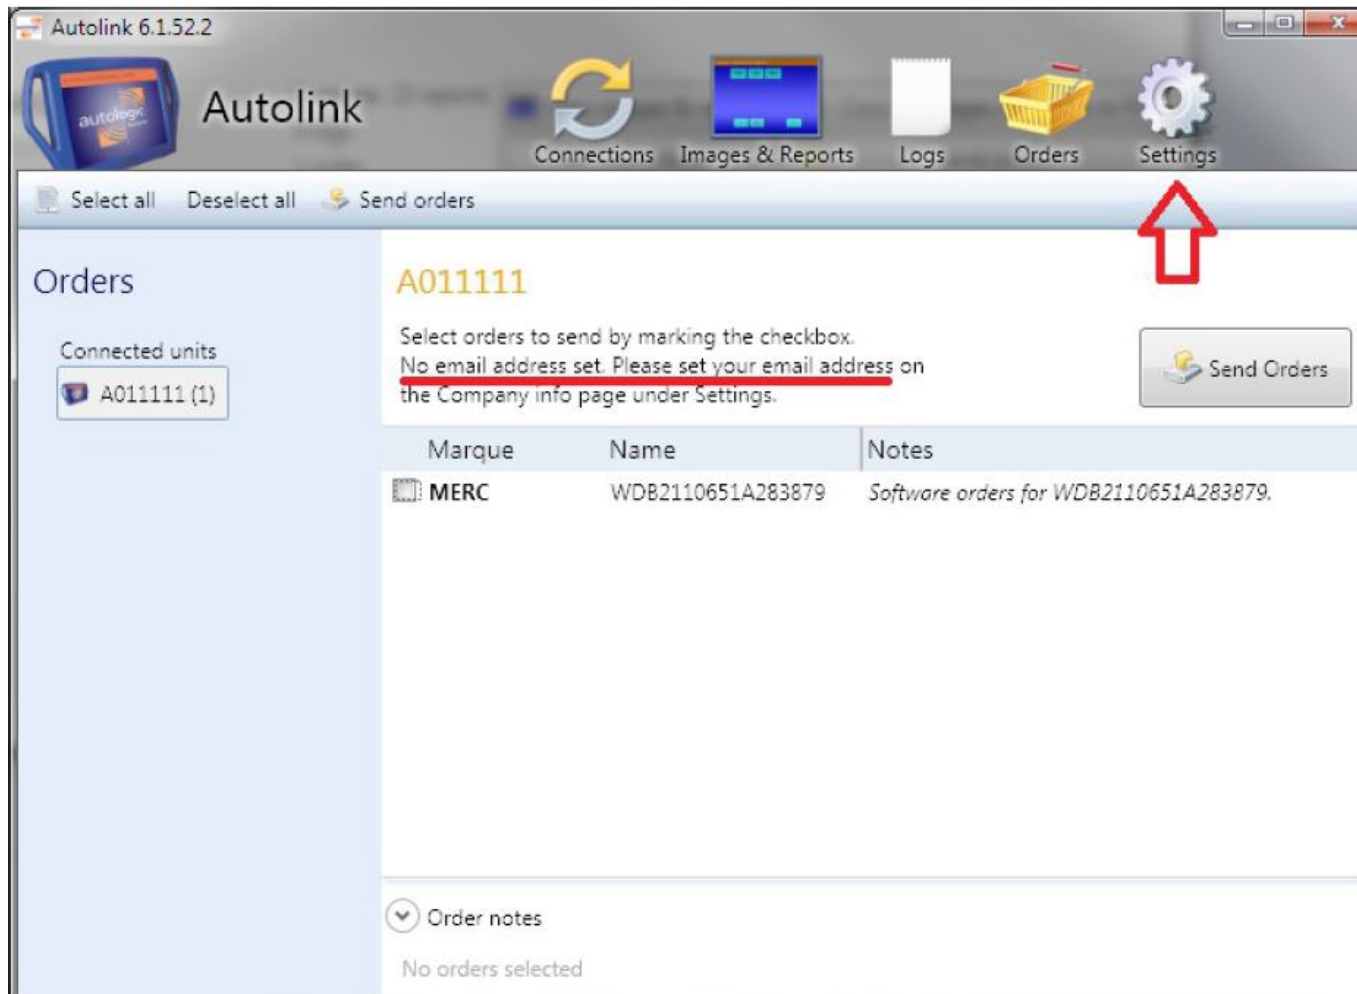 Autolink 6.1.52.2
autologic
Autolink
Connections
Images & Reports
Logs
Orders
Settings
Select all
Deselect all
Send orders
Orders
Connected units
A011111 (1)
A011111
Select orders to send by marking the checkbox.
No email address set. Please set your email address on
the Company info page under Settings.
Send Orders
Marque
Name
Notes
MERC
WDB2110651A283879
Software orders for WDB2110651A283879.
Order notes
No orders selected